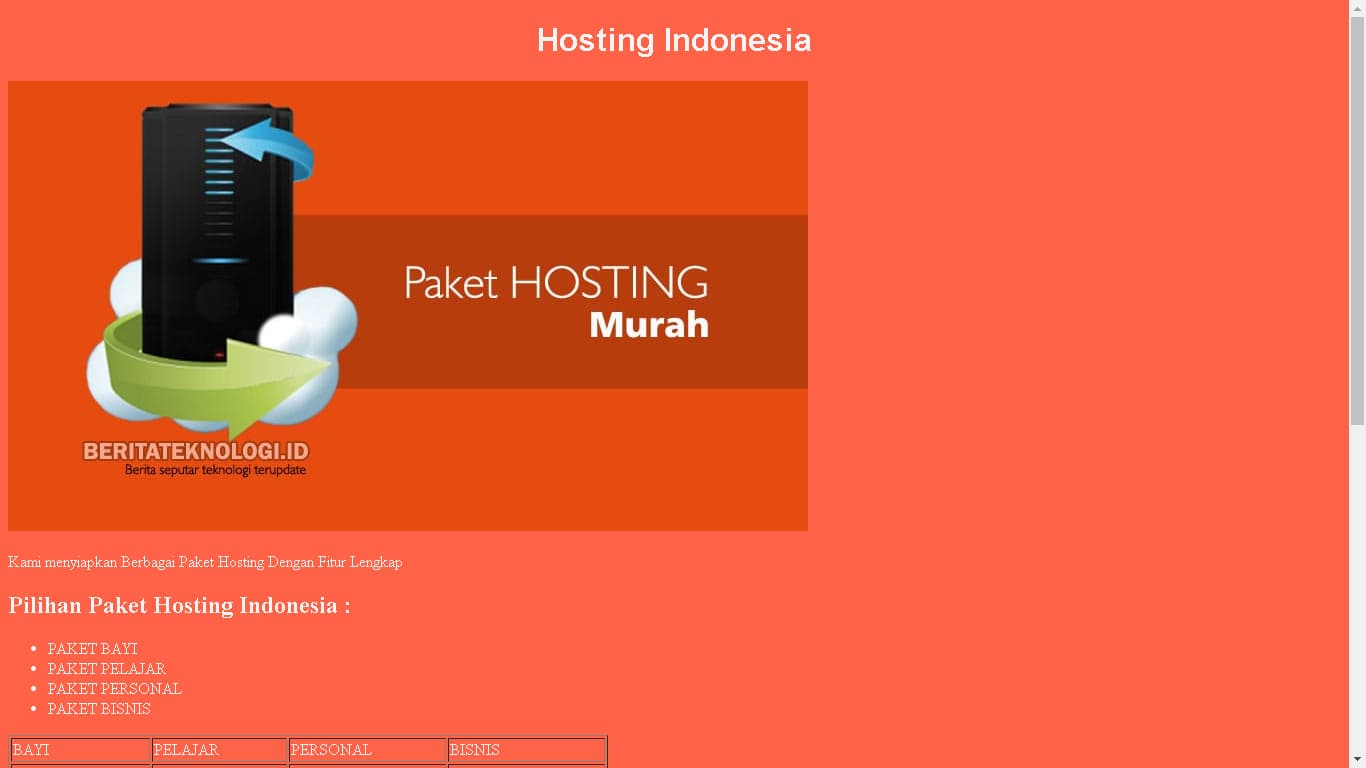 Hosting Indonesia
Paket HOSTING
Murah
BERITATEKNOLOGI.ID
Berita seputar teknologi terupdate
Kami menyiapkan Berbagai Paket Hosting Dengan Fitur Lengkap
Pilihan Paket Hosting Indonesia :
PAKET BAYI
PAKET PELAJAR
PAKET PERSONAL
PAKET BISNIS
BAYI PELAJAR PERSONAL BISNIS